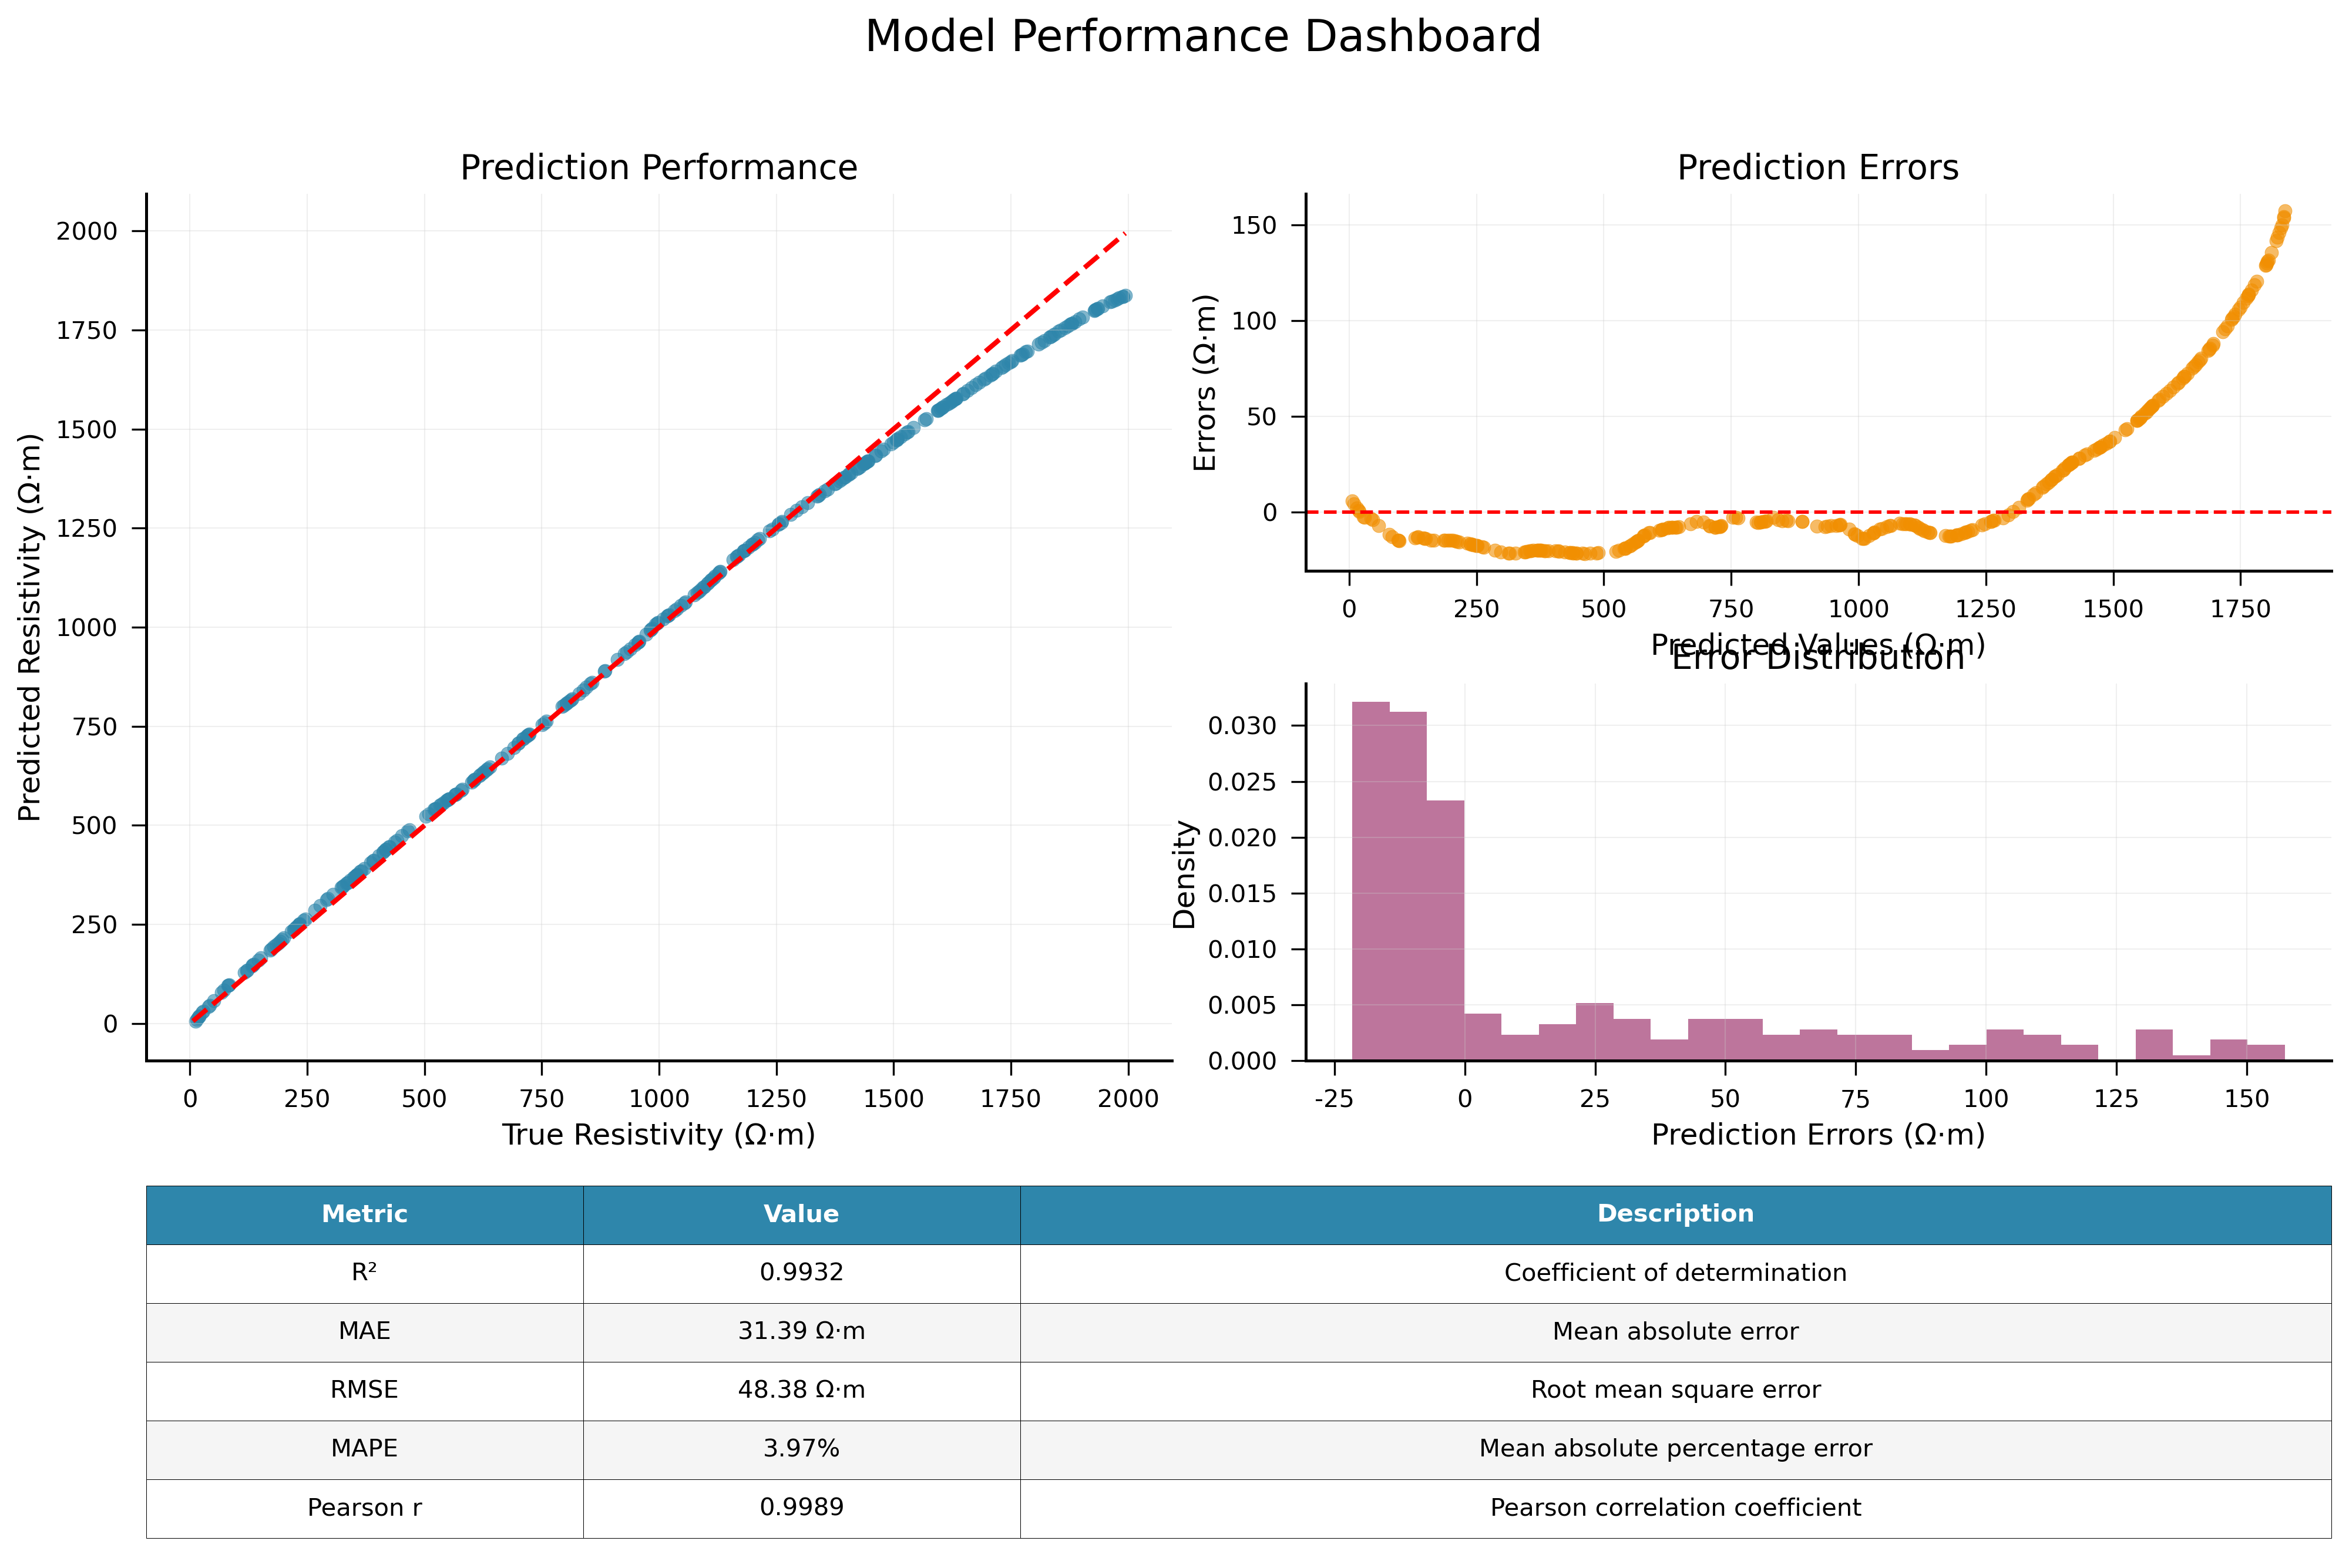 Model Performance Dashboard
Prediction Performance
Predicted Resistivity (Ω·m)
2000
1750
1500
1250
1000
750
500
250
0
0 250 500 750 1000 1250 1500 1750 2000
True Resistivity (Ω·m)
Prediction Errors
Errors (Ω·m)
150
100
50
0
0 250 500 750 1000 1250 1500 1750
Predicted Values (Ω·m)
Error Distribution
Density
0.030
0.025
0.020
0.015
0.010
0.005
0.000
-25 0 25 50 75 100 125 150
Prediction Errors (Ω·m)
Metric Value Description
R² 0.9932 Coefficient of determination
MAE 31.39 Ω·m Mean absolute error
RMSE 48.38 Ω·m Root mean square error
MAPE 3.97% Mean absolute percentage error
Pearson r 0.9989 Pearson correlation coefficient